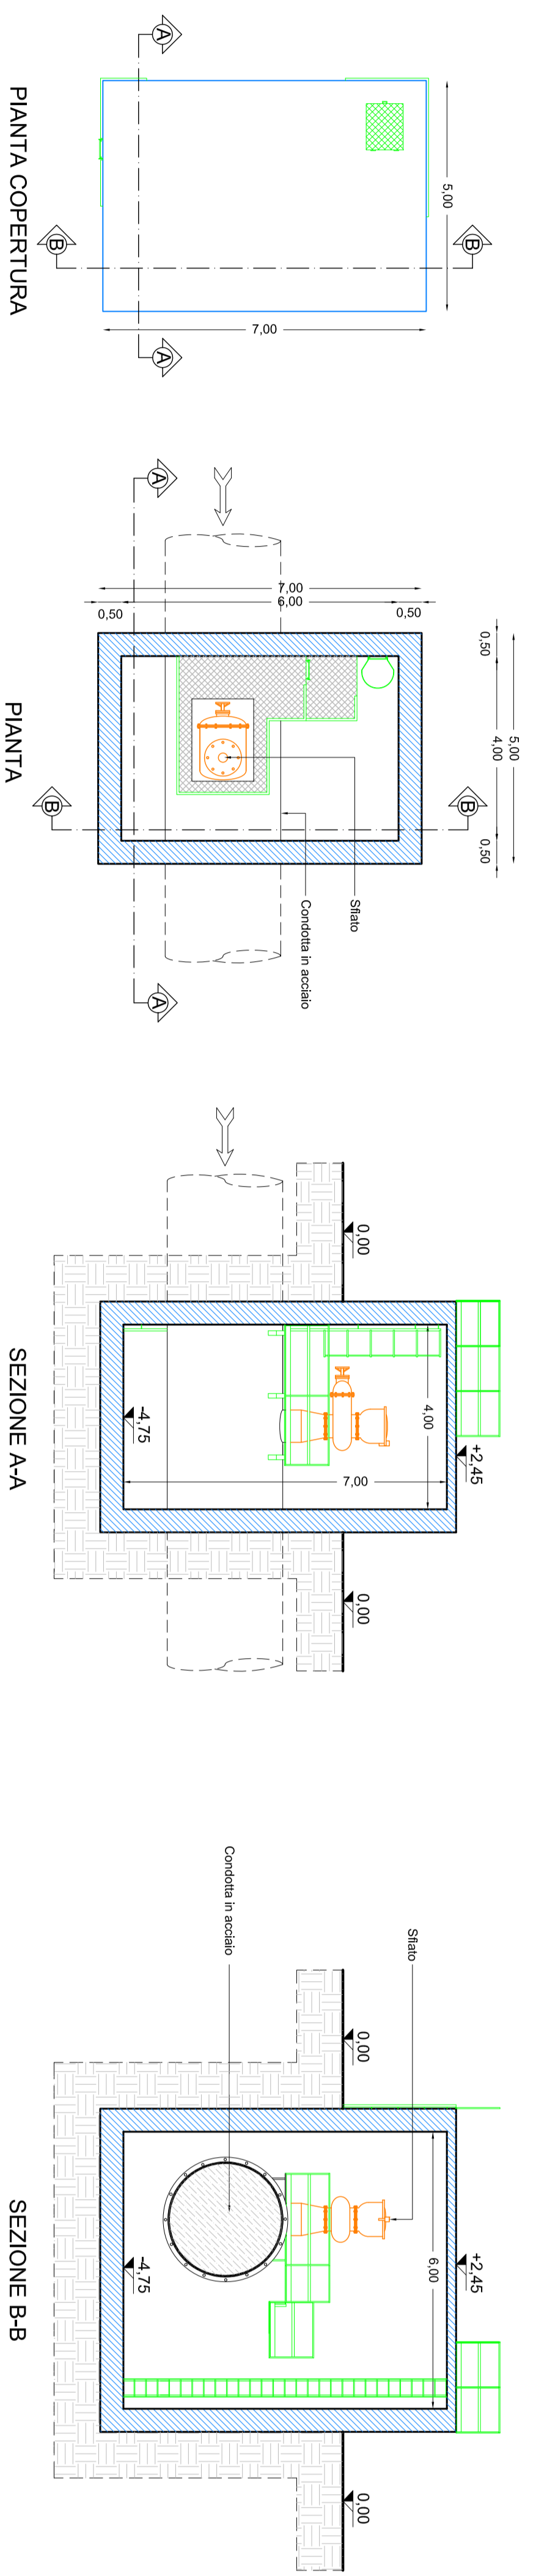 A
A
B
B
5,00
7,00
PIANTA COPERTURA
A
A
B
B
7,00
6,00
0,50
0,50
5,00
4,00
0,50
0,50
Sfiato
Condotta in acciaio
PIANTA
0,00
0,00
+2,45
4,00
7,00
-4,75
SEZIONE A-A
Sfiato
Condotta in acciaio
0,00
0,00
+2,45
6,00
-4,75
SEZIONE B-B